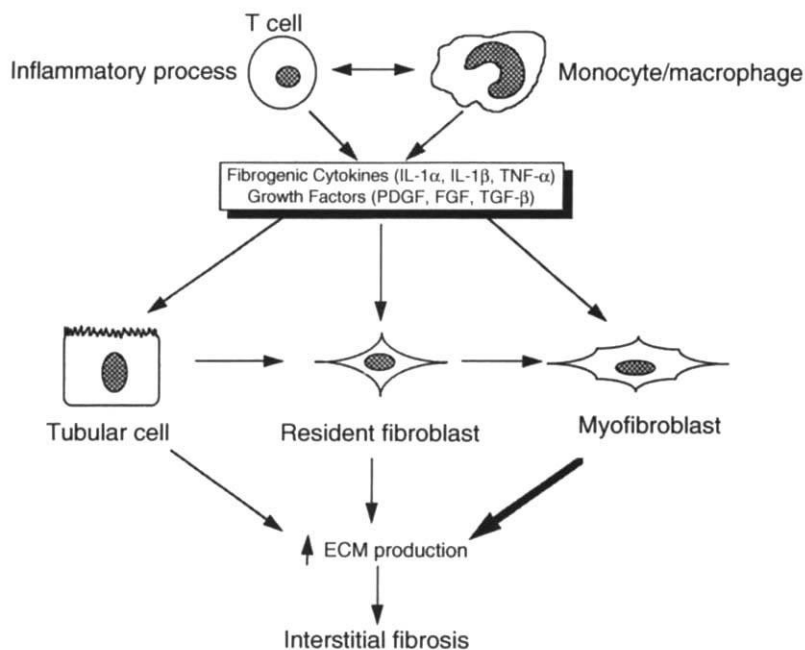 T cell
Inflammatory process
Monocyte/macrophage
Fibrogenic Cytokines (IL-1α, IL-1β, TNF-α)
Growth Factors (PDGF, FGF, TGF-β)
Tubular cell
Resident fibroblast
Myofibroblast
ECM production
Interstitial fibrosis